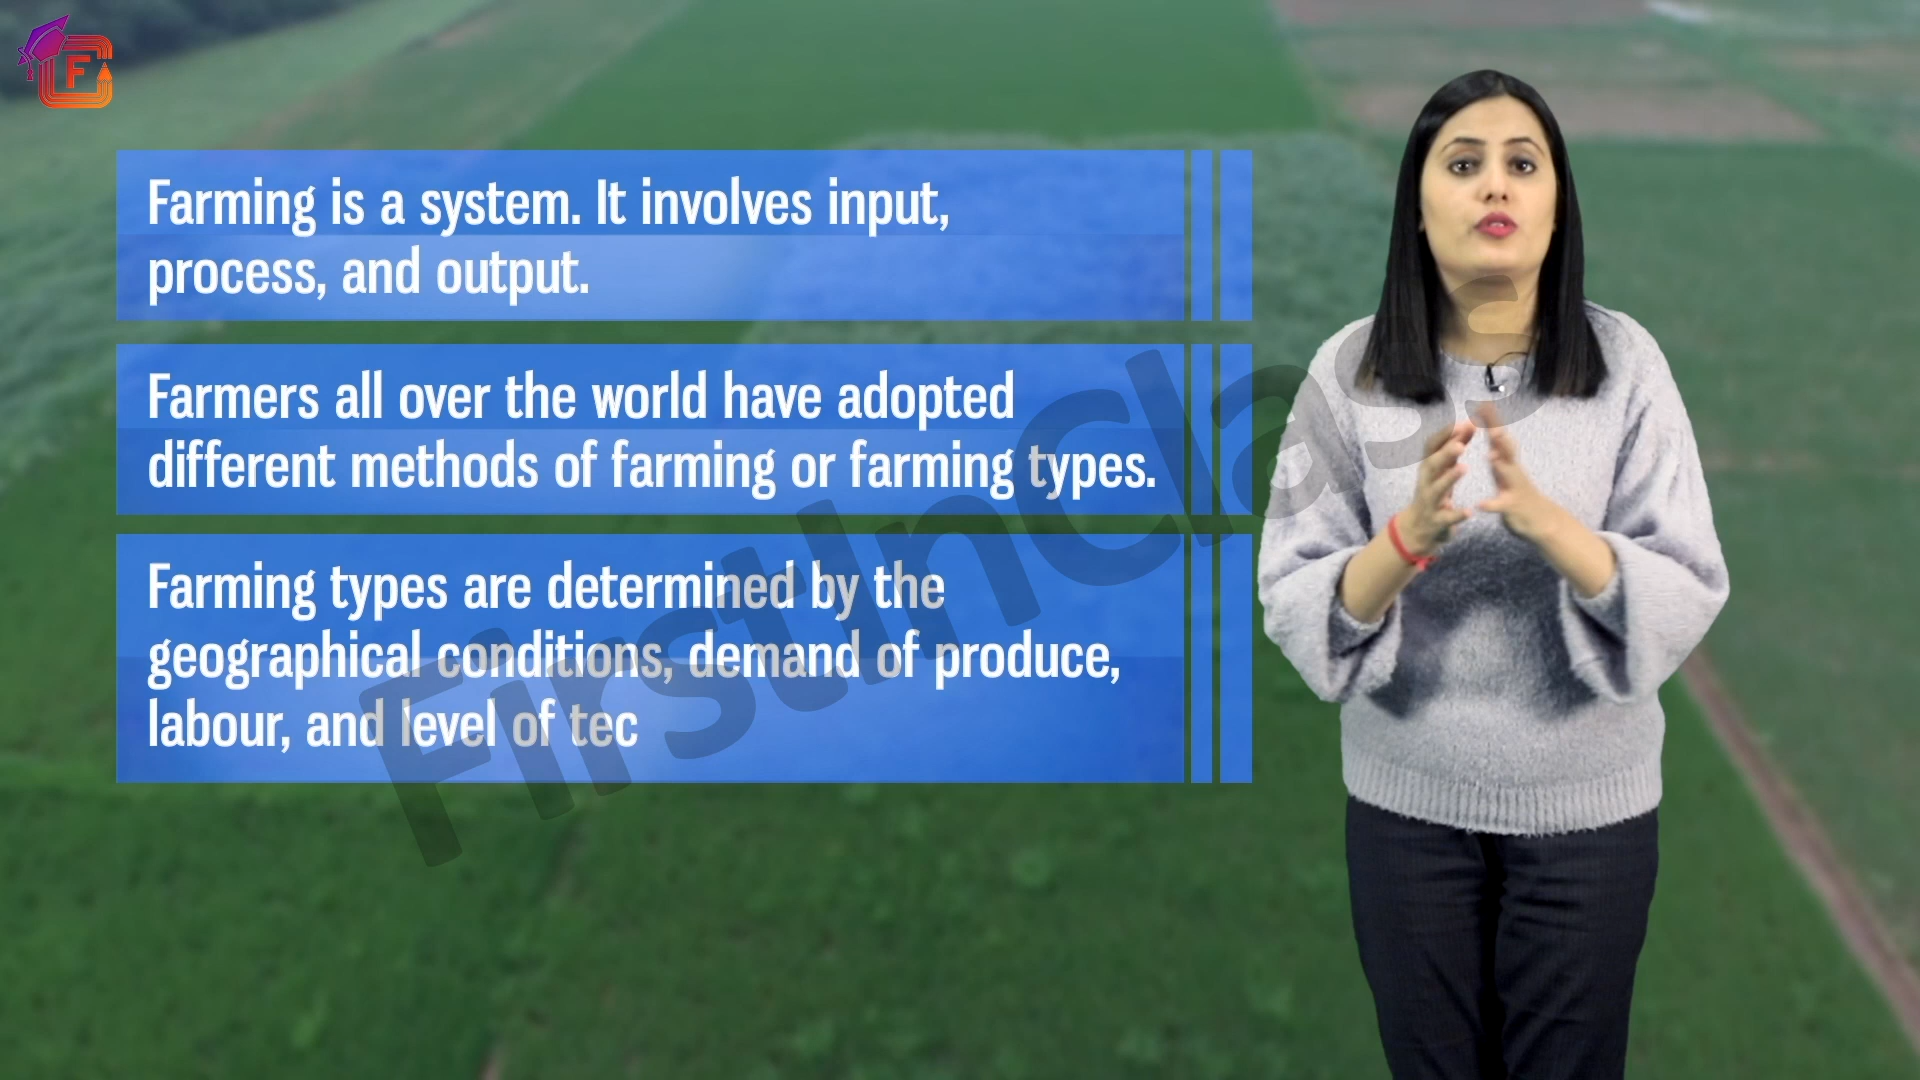 F
Farming is a system. It involves input,
process, and output.
Farmers all over the world have adopted
different methods of farming or farming types.
Farming types are determined by the
geographical conditions, demand of produce,
labour, and level of tec
FirstInClass